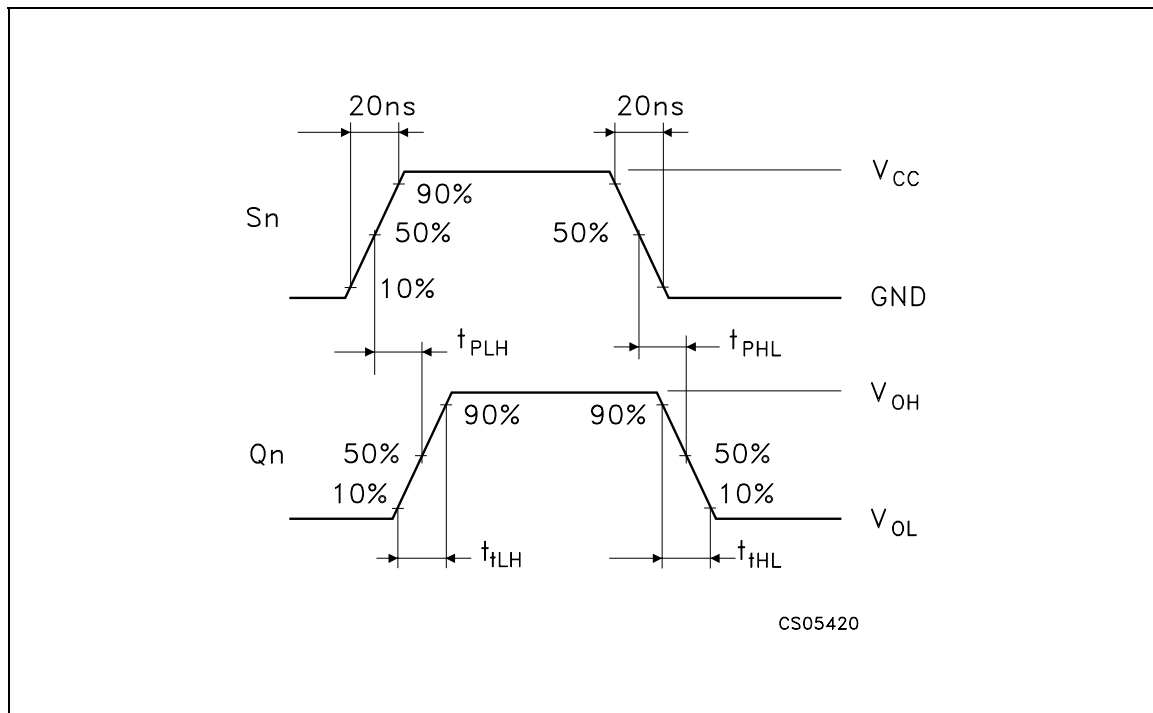 20ns 20ns
V_CC
90%
Sn
50% 50%
10%
GND
t_PLH t_PHL
V_OH
90% 90%
Qn 50% 50%
10% 10%
V_OL
t_tLH t_tHL
CS05420